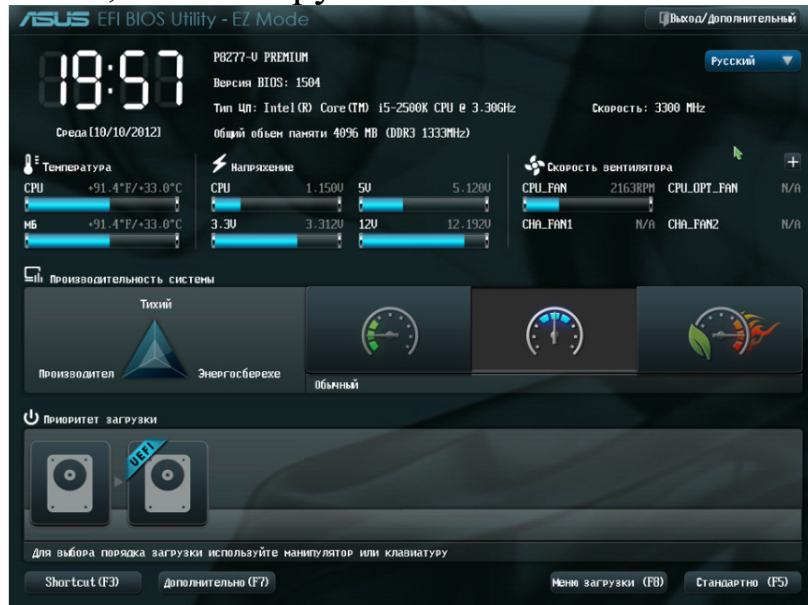 ASUS EFI BIOS Utility - EZ Mode
Выход/Дополнительный
19:57
Среда[10/10/2012]
P8Z77-V PREMIUM
Версия BIOS: 1504
Тип ЦП: Intel(R) Core(TM) i5-2500K CPU @ 3.30GHz
Скорость: 3300 MHz
Общий объем памяти 4096 MB (DDR3 1333MHz)
Русский
Температура
CPU +91.4°F/+33.0°C
МБ +91.4°F/+33.0°C
Напряжение
CPU 1.150V 5V 5.120V
3.3V 3.312V 12V 12.192V
Скорость вентилятора
CPU_FAN 2163RPM CPU_OPT_FAN N/A
CHA_FAN1 N/A CHA_FAN2 N/A
Производительность системы
Тихий
Производител
Энергосбереже
Обычный
Приоритет загрузки
UEFI
Для выбора порядка загрузки используйте манипулятор или клавиатуру
Shortcut(F3)
Дополнительно(F7)
Меню загрузки (F8)
Стандартно (F5)